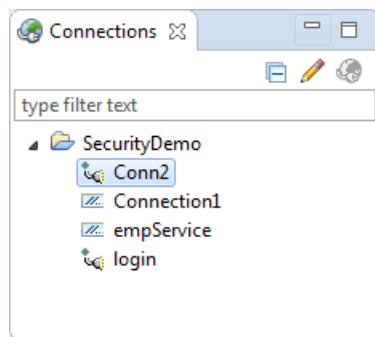 Connections
type filter text
SecurityDemo
Conn2
Connection1
empService
login